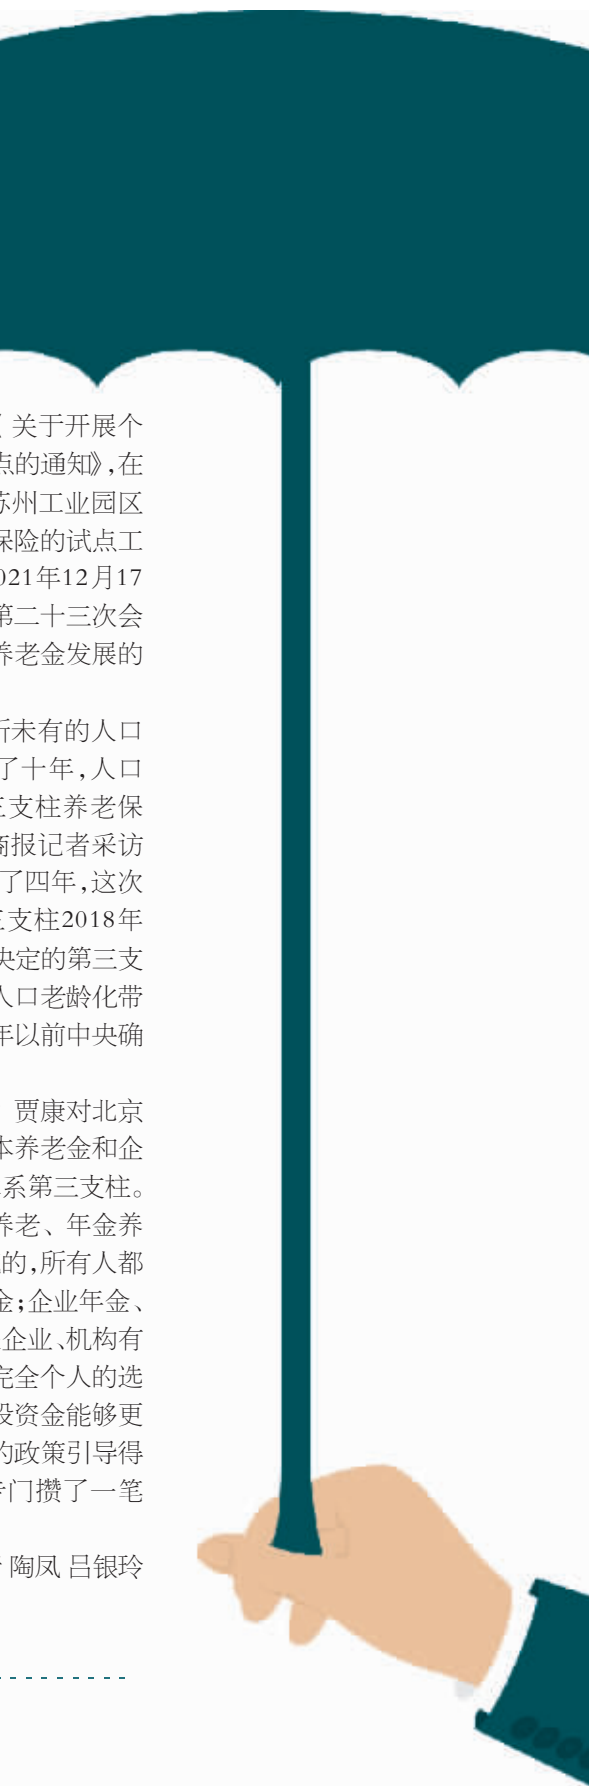 《关于开展个
点的通知》,在
苏州工业园区
保险的试点工
021年12月17
第二十三次会
养老金发展的
所未有的人口
了十年,人口
三支柱养老保
商报记者采访
了四年,这次
三支柱2018年
决定的第三支
人口老龄化带
年以前中央确
贾康对北京
本养老金和企
系第三支柱。
养老、年金养
的,所有人都
金;企业年金、
企业、机构有
完全个人的选
投资金能够更
的政策引导得
专门攒了一笔
陶凤 吕银玲